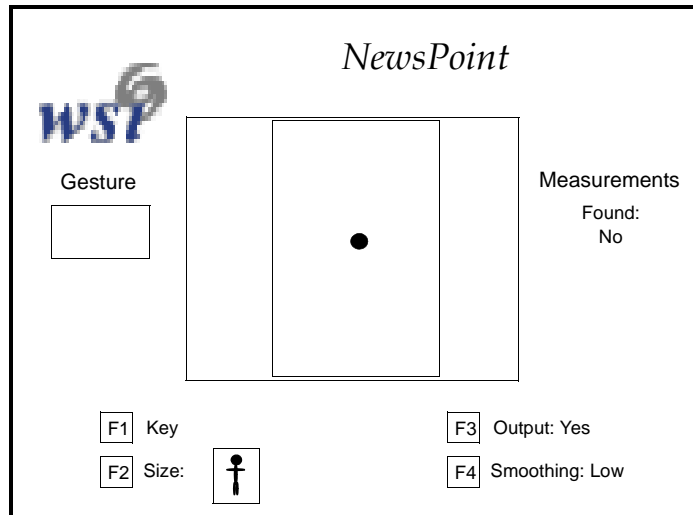 NewsPoint
WSI
Gesture
Measurements
Found:
No
F1 Key
F2 Size:
F3 Output: Yes
F4 Smoothing: Low